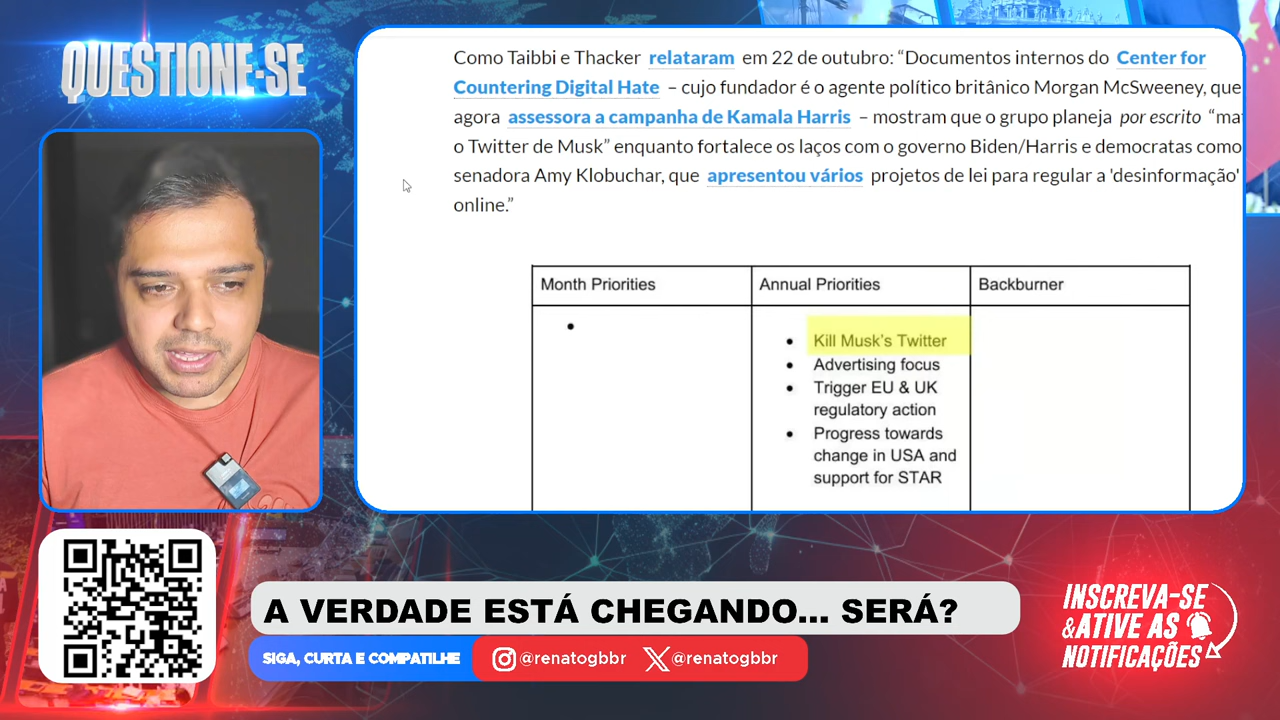 QUESTIONE-SE
Como Taibbi e Thacker relataram em 22 de outubro: “Documentos internos do Center for
Countering Digital Hate – cujo fundador é o agente político britânico Morgan McSweeney, que
agora assessora a campanha de Kamala Harris – mostram que o grupo planeja por escrito
o Twitter de Musk” enquanto fortalece os laços com o governo Biden/Harris e democratas como
senadora Amy Klobuchar, que apresentou vários projetos de lei para regular a 'desinformação'
online.”
Month Priorities
Annual Priorities
Backburner
• Kill Musk's Twitter
• Advertising focus
• Trigger EU & UK
regulatory action
• Progress towards
change in USA and
support for STAR
A VERDADE ESTÁ CHEGANDO... SERÁ?
SIGA, CURTA E COMPATILHE
@renatogbbr
@renatogbbr
INSCREVA-SE
&ATIVE AS
NOTIFICAÇÕES